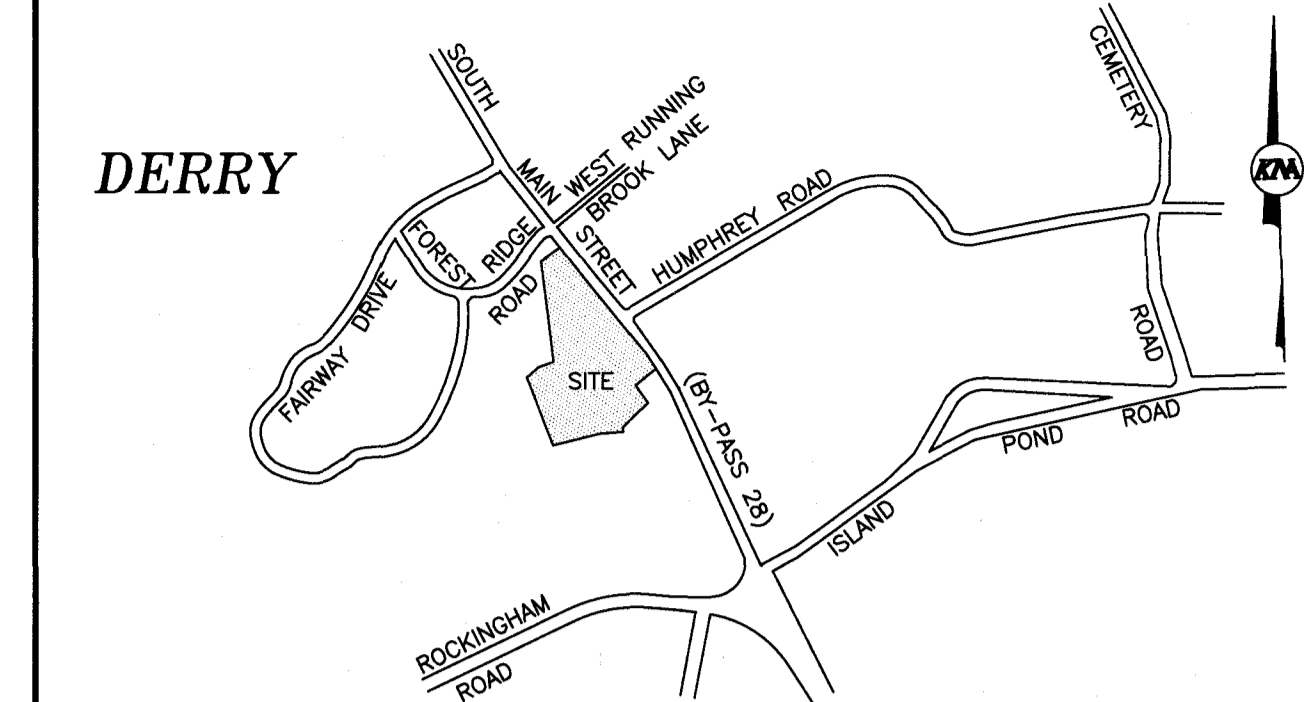 DERRY
SOUTH
MAIN
STREET
(BY-PASS 28)
WEST RUNNING
BROOK LANE
HUMPHREY ROAD
CEMETERY
ROAD
KNA
FOREST
RIDGE
ROAD
FAIRWAY DRIVE
SITE
ISLAND
POND
ROAD
ROCKINGHAM
ROAD